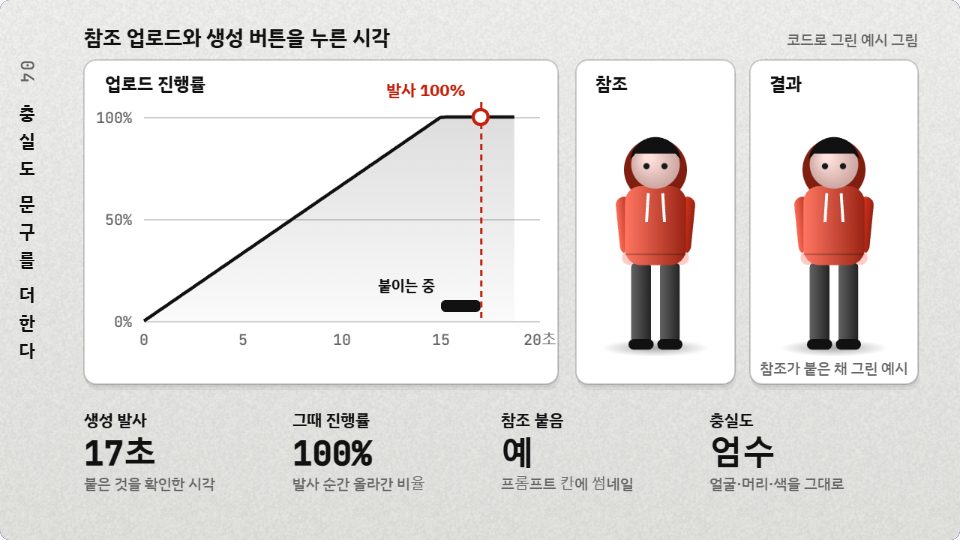 04 충실도 문구를 더한다
참조 업로드와 생성 버튼을 누른 시각
코드로 그린 예시 그림
업로드 진행률
발사 100%
100%
50%
0%
붙이는 중
0 5 10 15 20초
참조
결과
참조가 붙은 채 그린 예시
생성 발사
17초
붙은 것을 확인한 시각
그때 진행률
100%
발사 순간 올라간 비율
참조 붙음
예
프롬프트 칸에 썸네일
충실도
엄수
얼굴·머리·색을 그대로